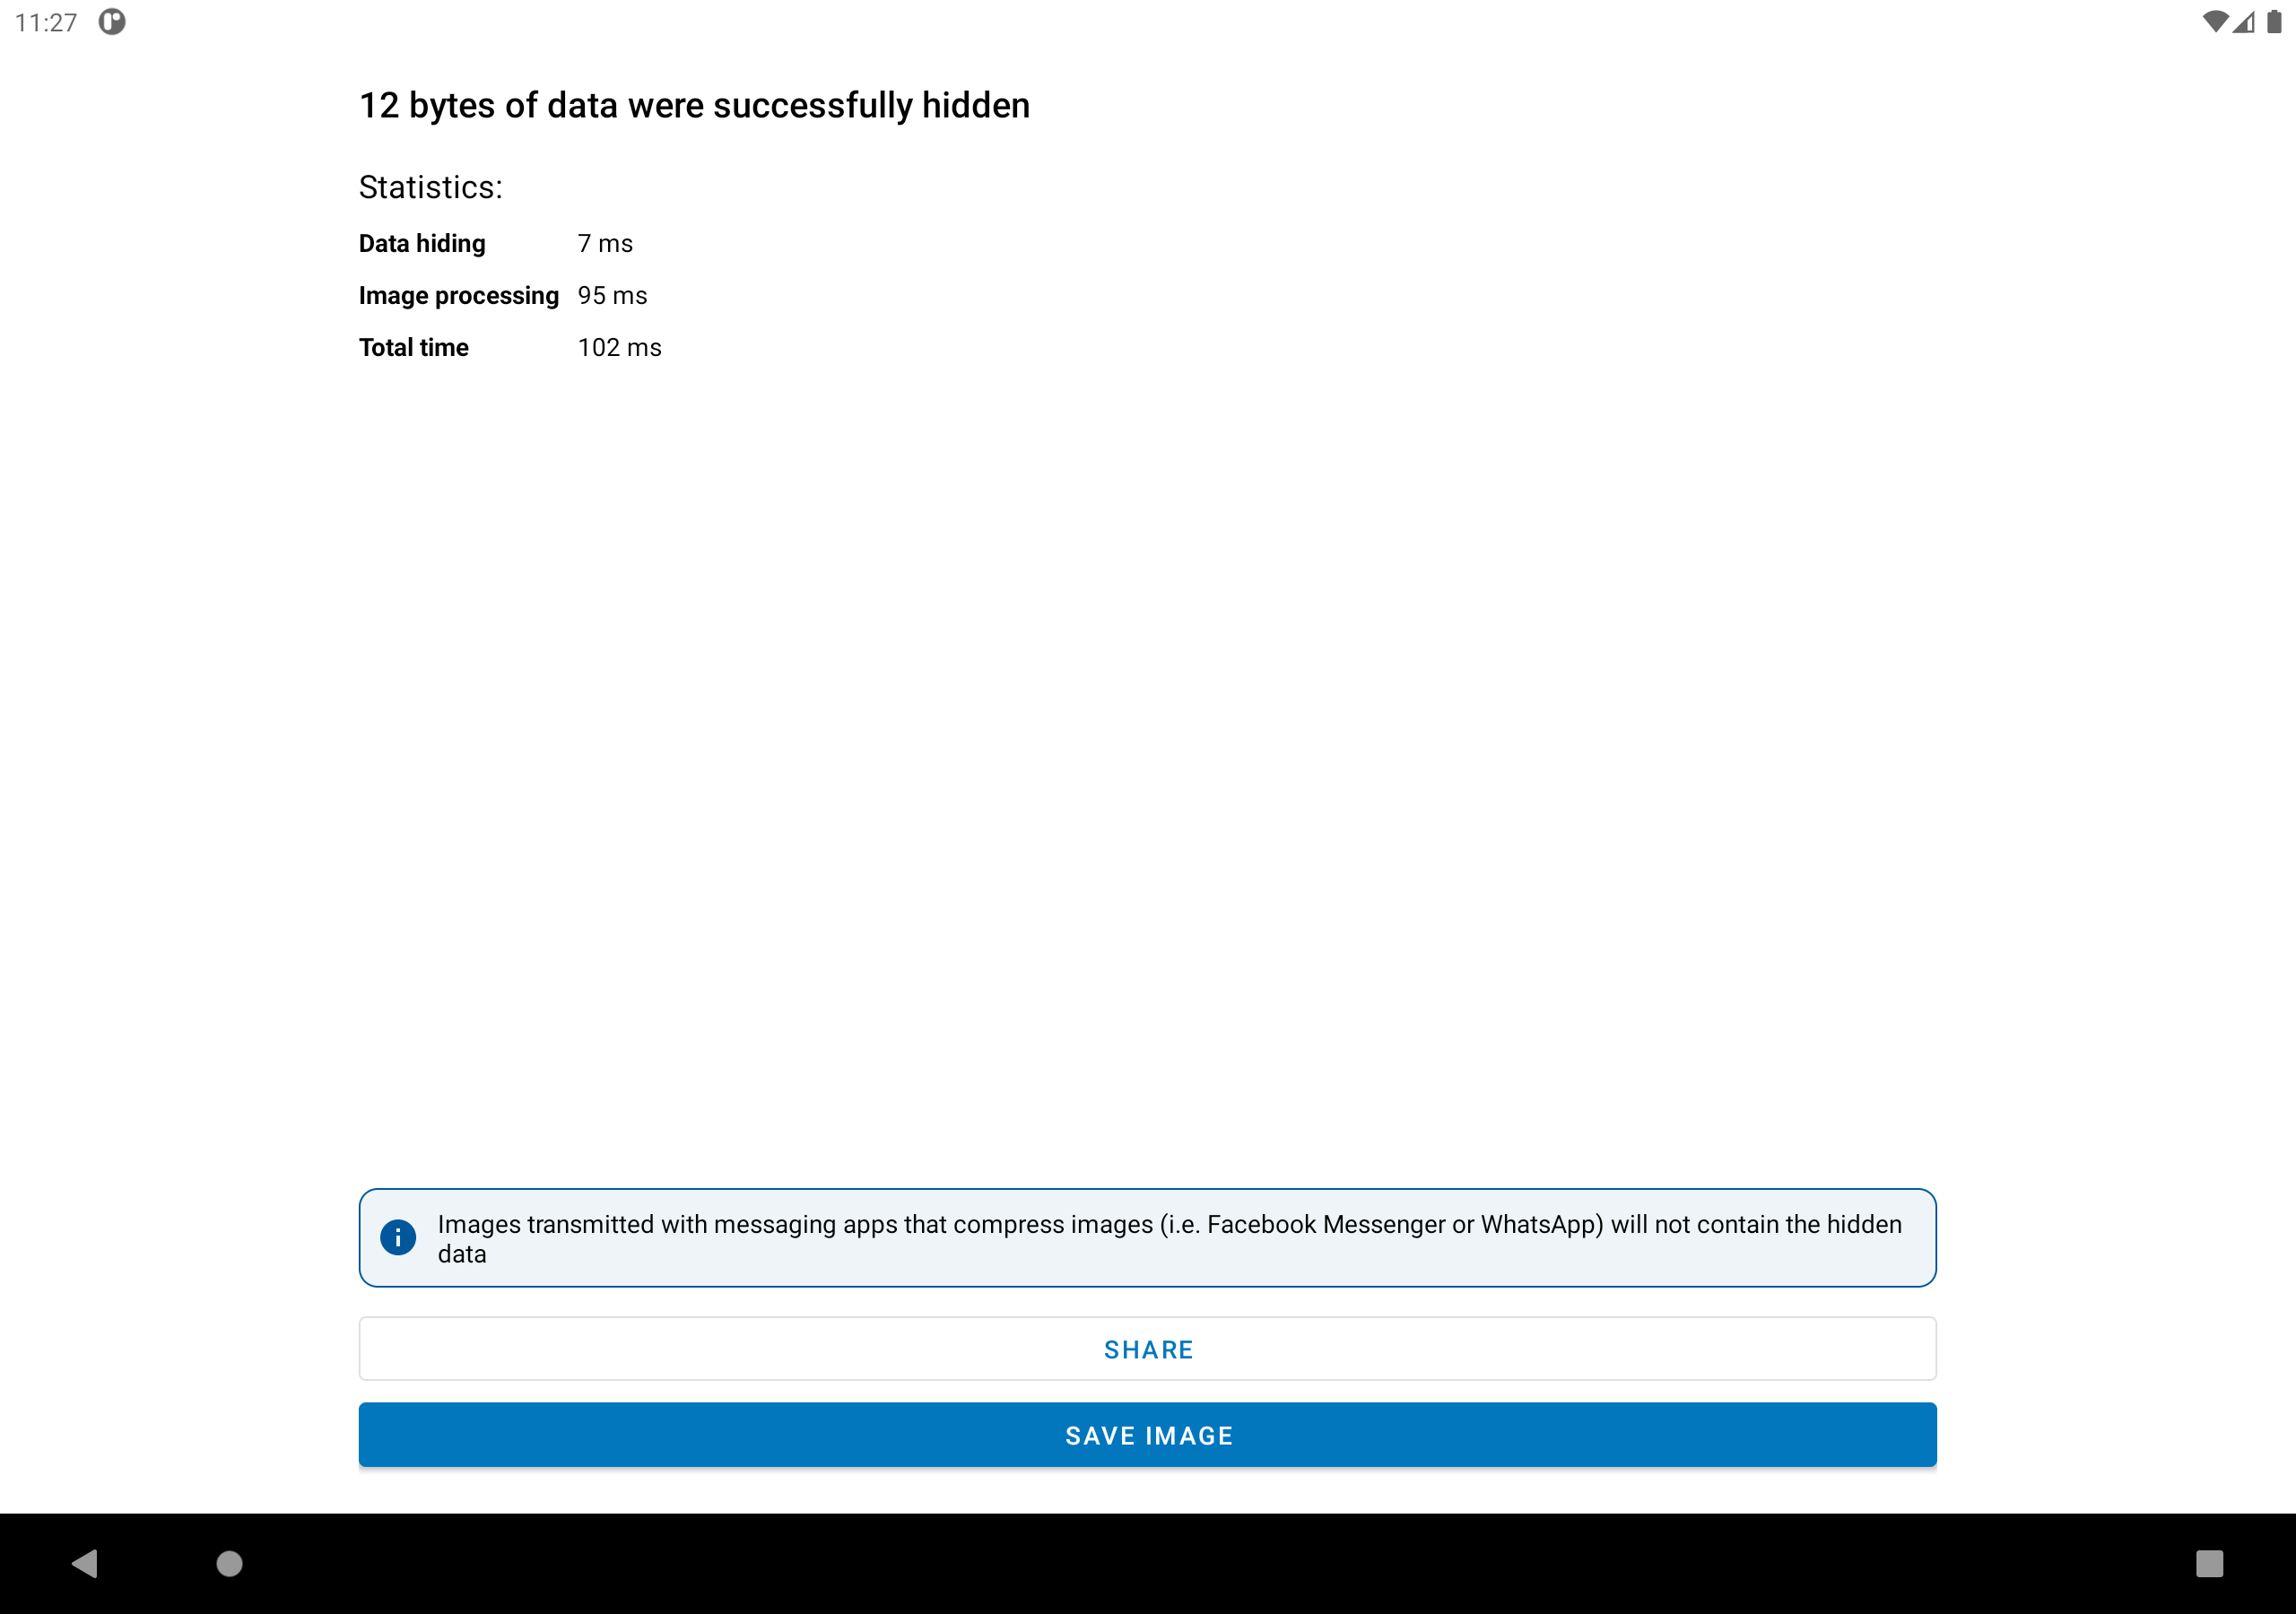 11:27
12 bytes of data were successfully hidden
Statistics:
Data hiding 7 ms
Image processing 95 ms
Total time 102 ms
Images transmitted with messaging apps that compress images (i.e. Facebook Messenger or WhatsApp) will not contain the hidden
data
SHARE
SAVE IMAGE